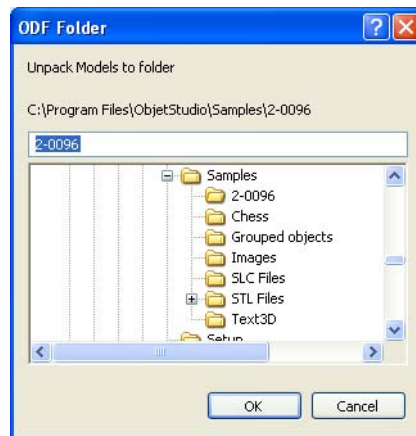 ODF Folder
Unpack Models to folder
C:\Program Files\ObjetStudio\Samples\2-0096
2-0096
Samples
2-0096
Chess
Grouped objects
Images
SLC Files
STL Files
Text3D
Setup
OK Cancel